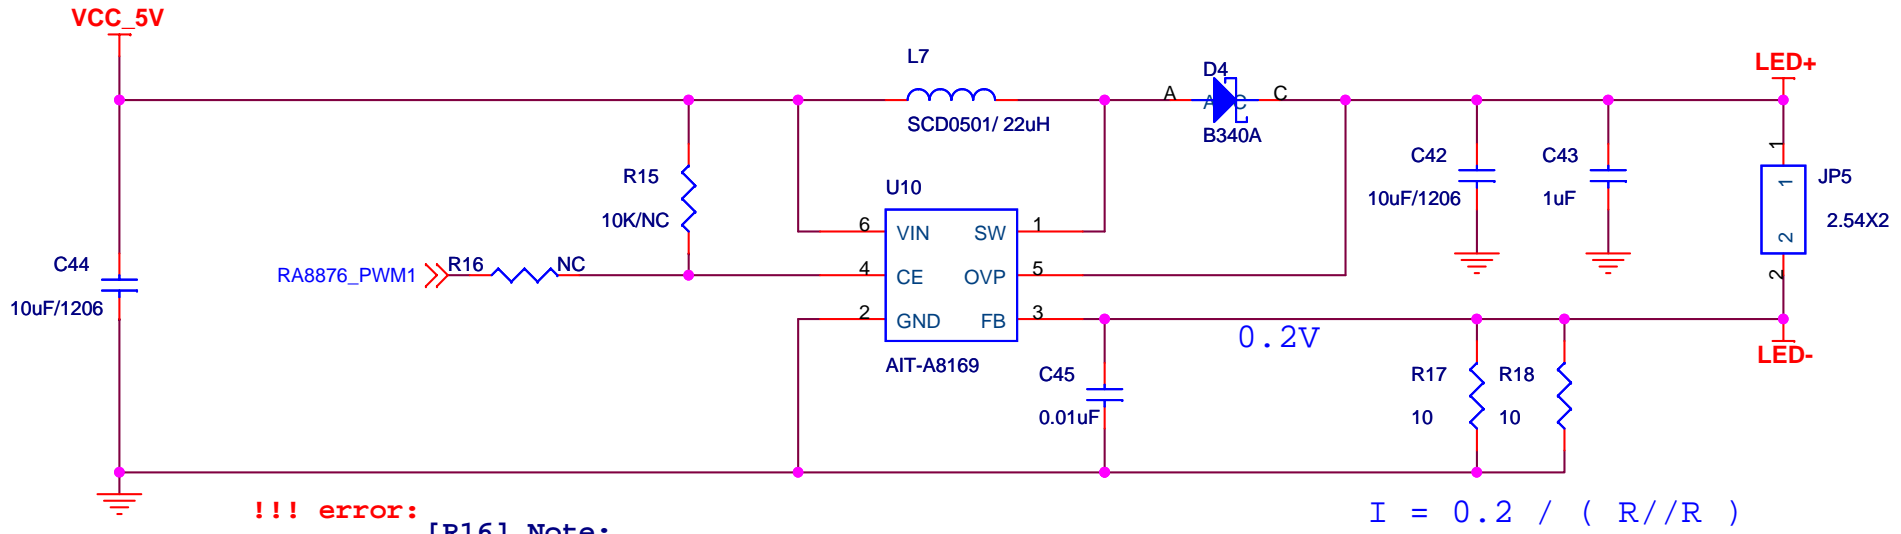 VCC_5V
L7
SCD0501/ 22uH
D4
A
A
C
C
B340A
LED+
R15
10K/NC
U10
C42
10uF/1206
C43
1uF
1
1
JP5
2.54X2
2
2
6
VIN
SW
1
RA8876_PWM1
R16
NC
4
CE
OVP
5
C44
10uF/1206
2
GND
FB
3
0.2V
LED-
AIT-A8169
C45
0.01uF
R17
10
R18
10
!!! error:
[R16] Note:
I = 0.2 / ( R//R )